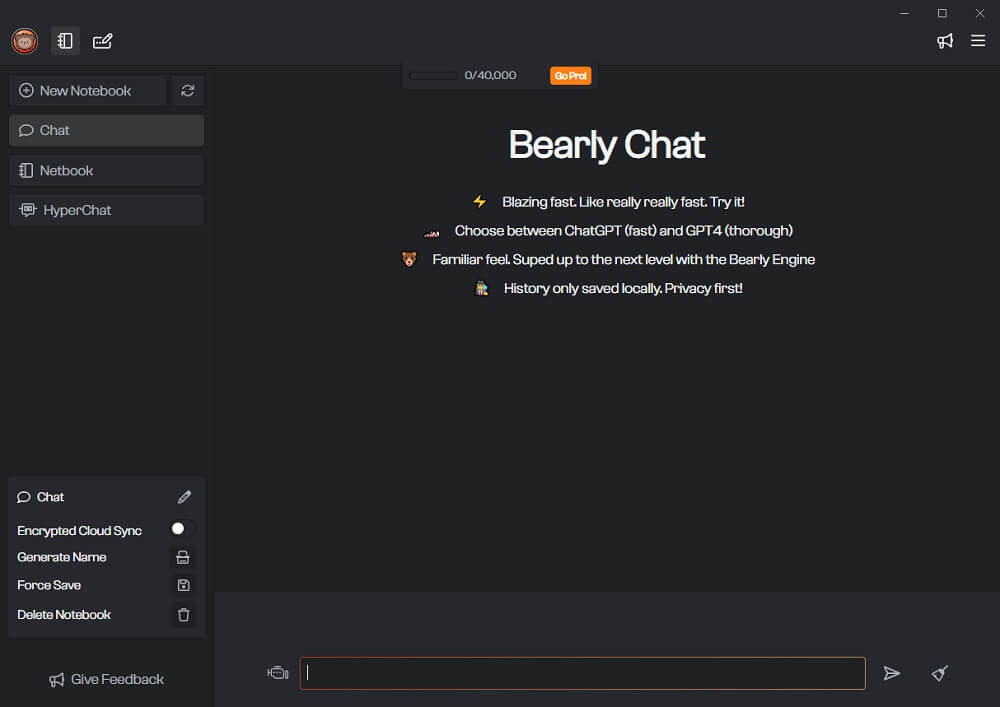 New Notebook
Chat
Netbook
HyperChat
0/40,000
Go Pro!
Bearly Chat
Blazing fast. Like really really fast. Try it!
Choose between ChatGPT (fast) and GPT4 (thorough)
Familiar feel. Suped up to the next level with the Bearly Engine
History only saved locally. Privacy first!
Chat
Encrypted Cloud Sync
Generate Name
Force Save
Delete Notebook
Give Feedback